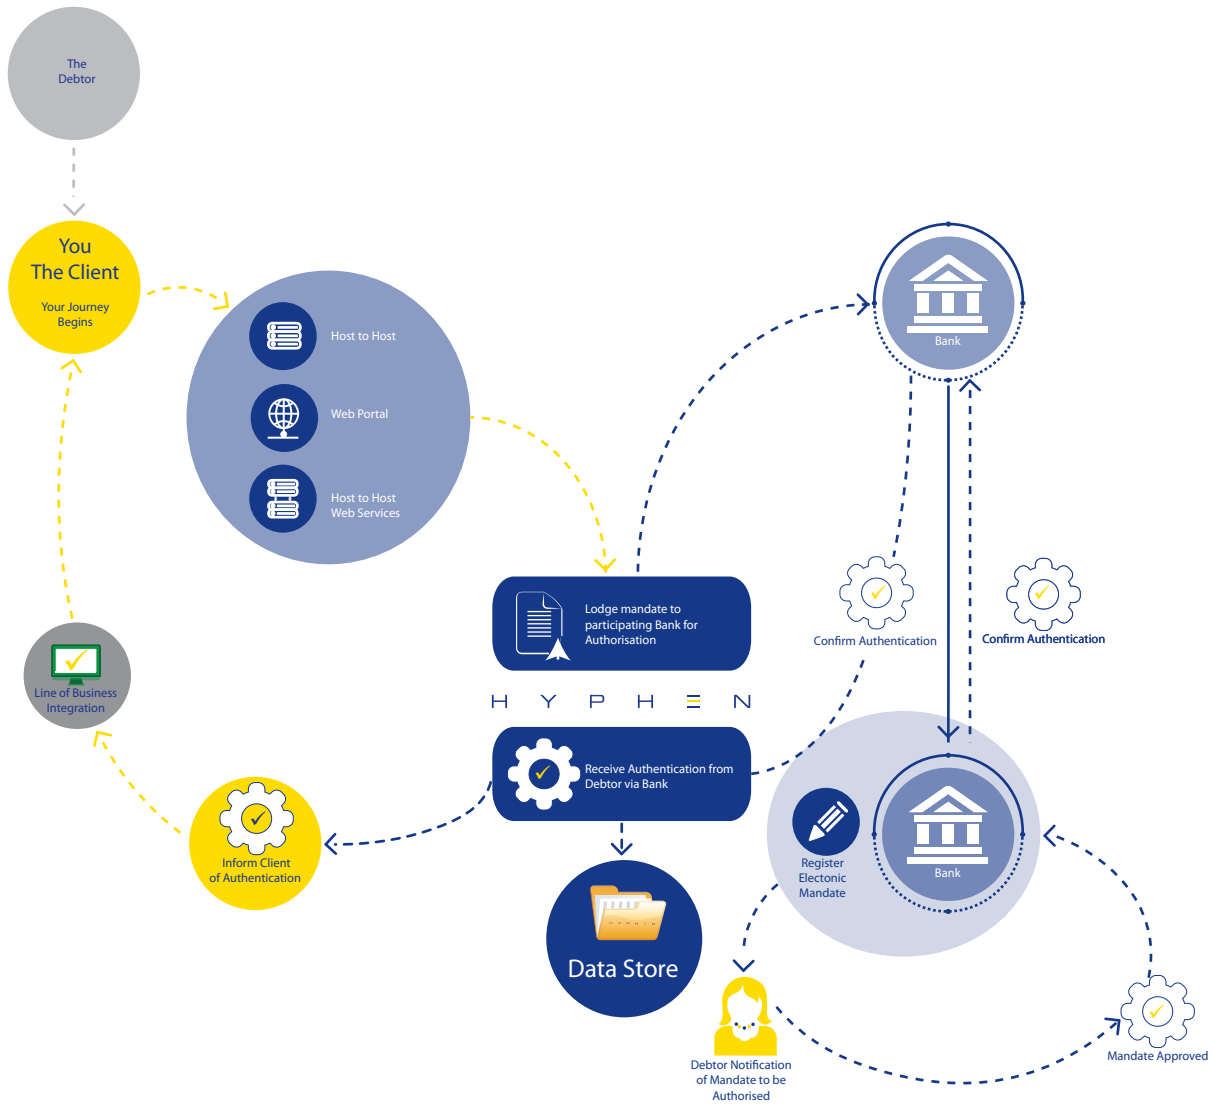 The
Debtor
You
The Client
Your Journey
Begins
Host to Host
Web Portal
Host to Host
Web Services
Bank
Lodge mandate to
participating Bank for
Authorisation
Confirm Authentication
Confirm Authentication
HYPHEN
Line of Business
Integration
Receive Authentication from
Debtor via Bank
Inform Client
of Authentication
Register
Electonic
Mandate
Bank
Data Store
Debtor Notification
of Mandate to be
Authorised
Mandate Approved